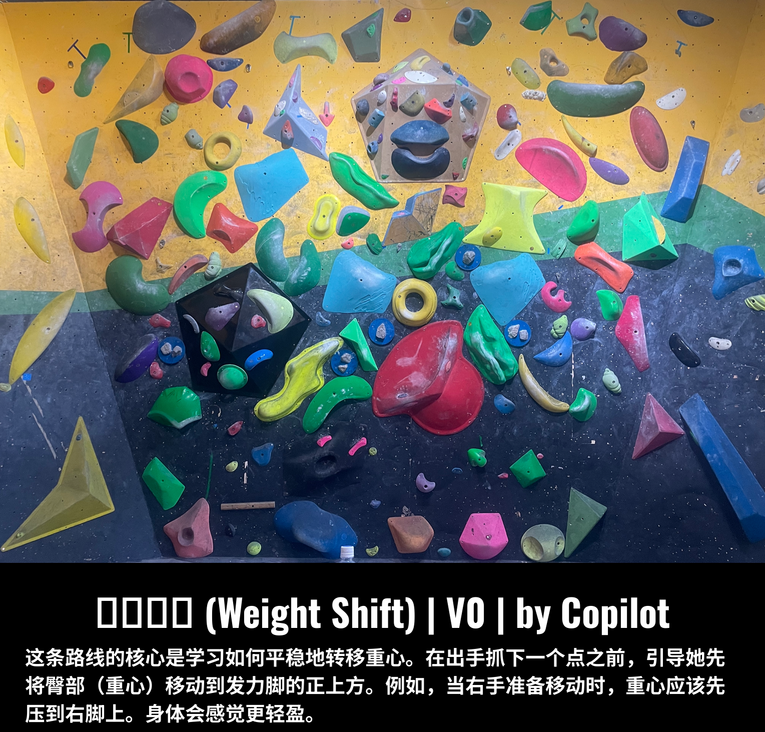 (Weight Shift) | V0 | by Copilot
这条路线的核心是学习如何平稳地转移重心。在出手抓下一个点之前，引导她先
将臀部（重心）移动到发力脚的正上方。例如，当右手准备移动时，重心应该先
压到右脚上。身体会感觉更轻盈。